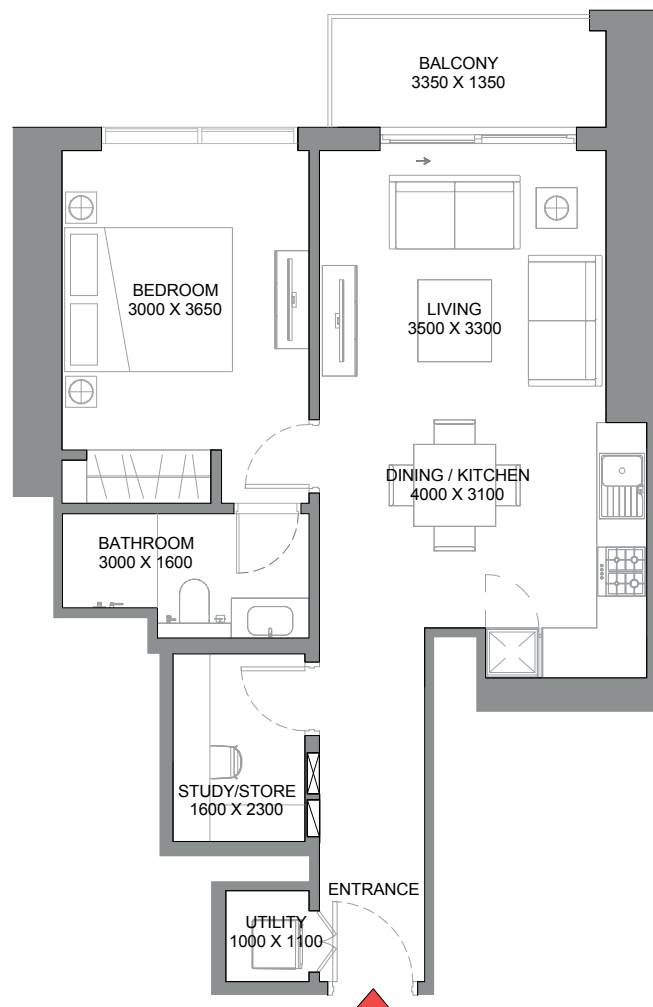 BALCONY
3350 X 1350
BEDROOM
3000 X 3650
LIVING
3500 X 3300
DINING / KITCHEN
4000 X 3100
BATHROOM
3000 X 1600
STUDY/STORE
1600 X 2300
ENTRANCE
UTILITY
1000 X 1100